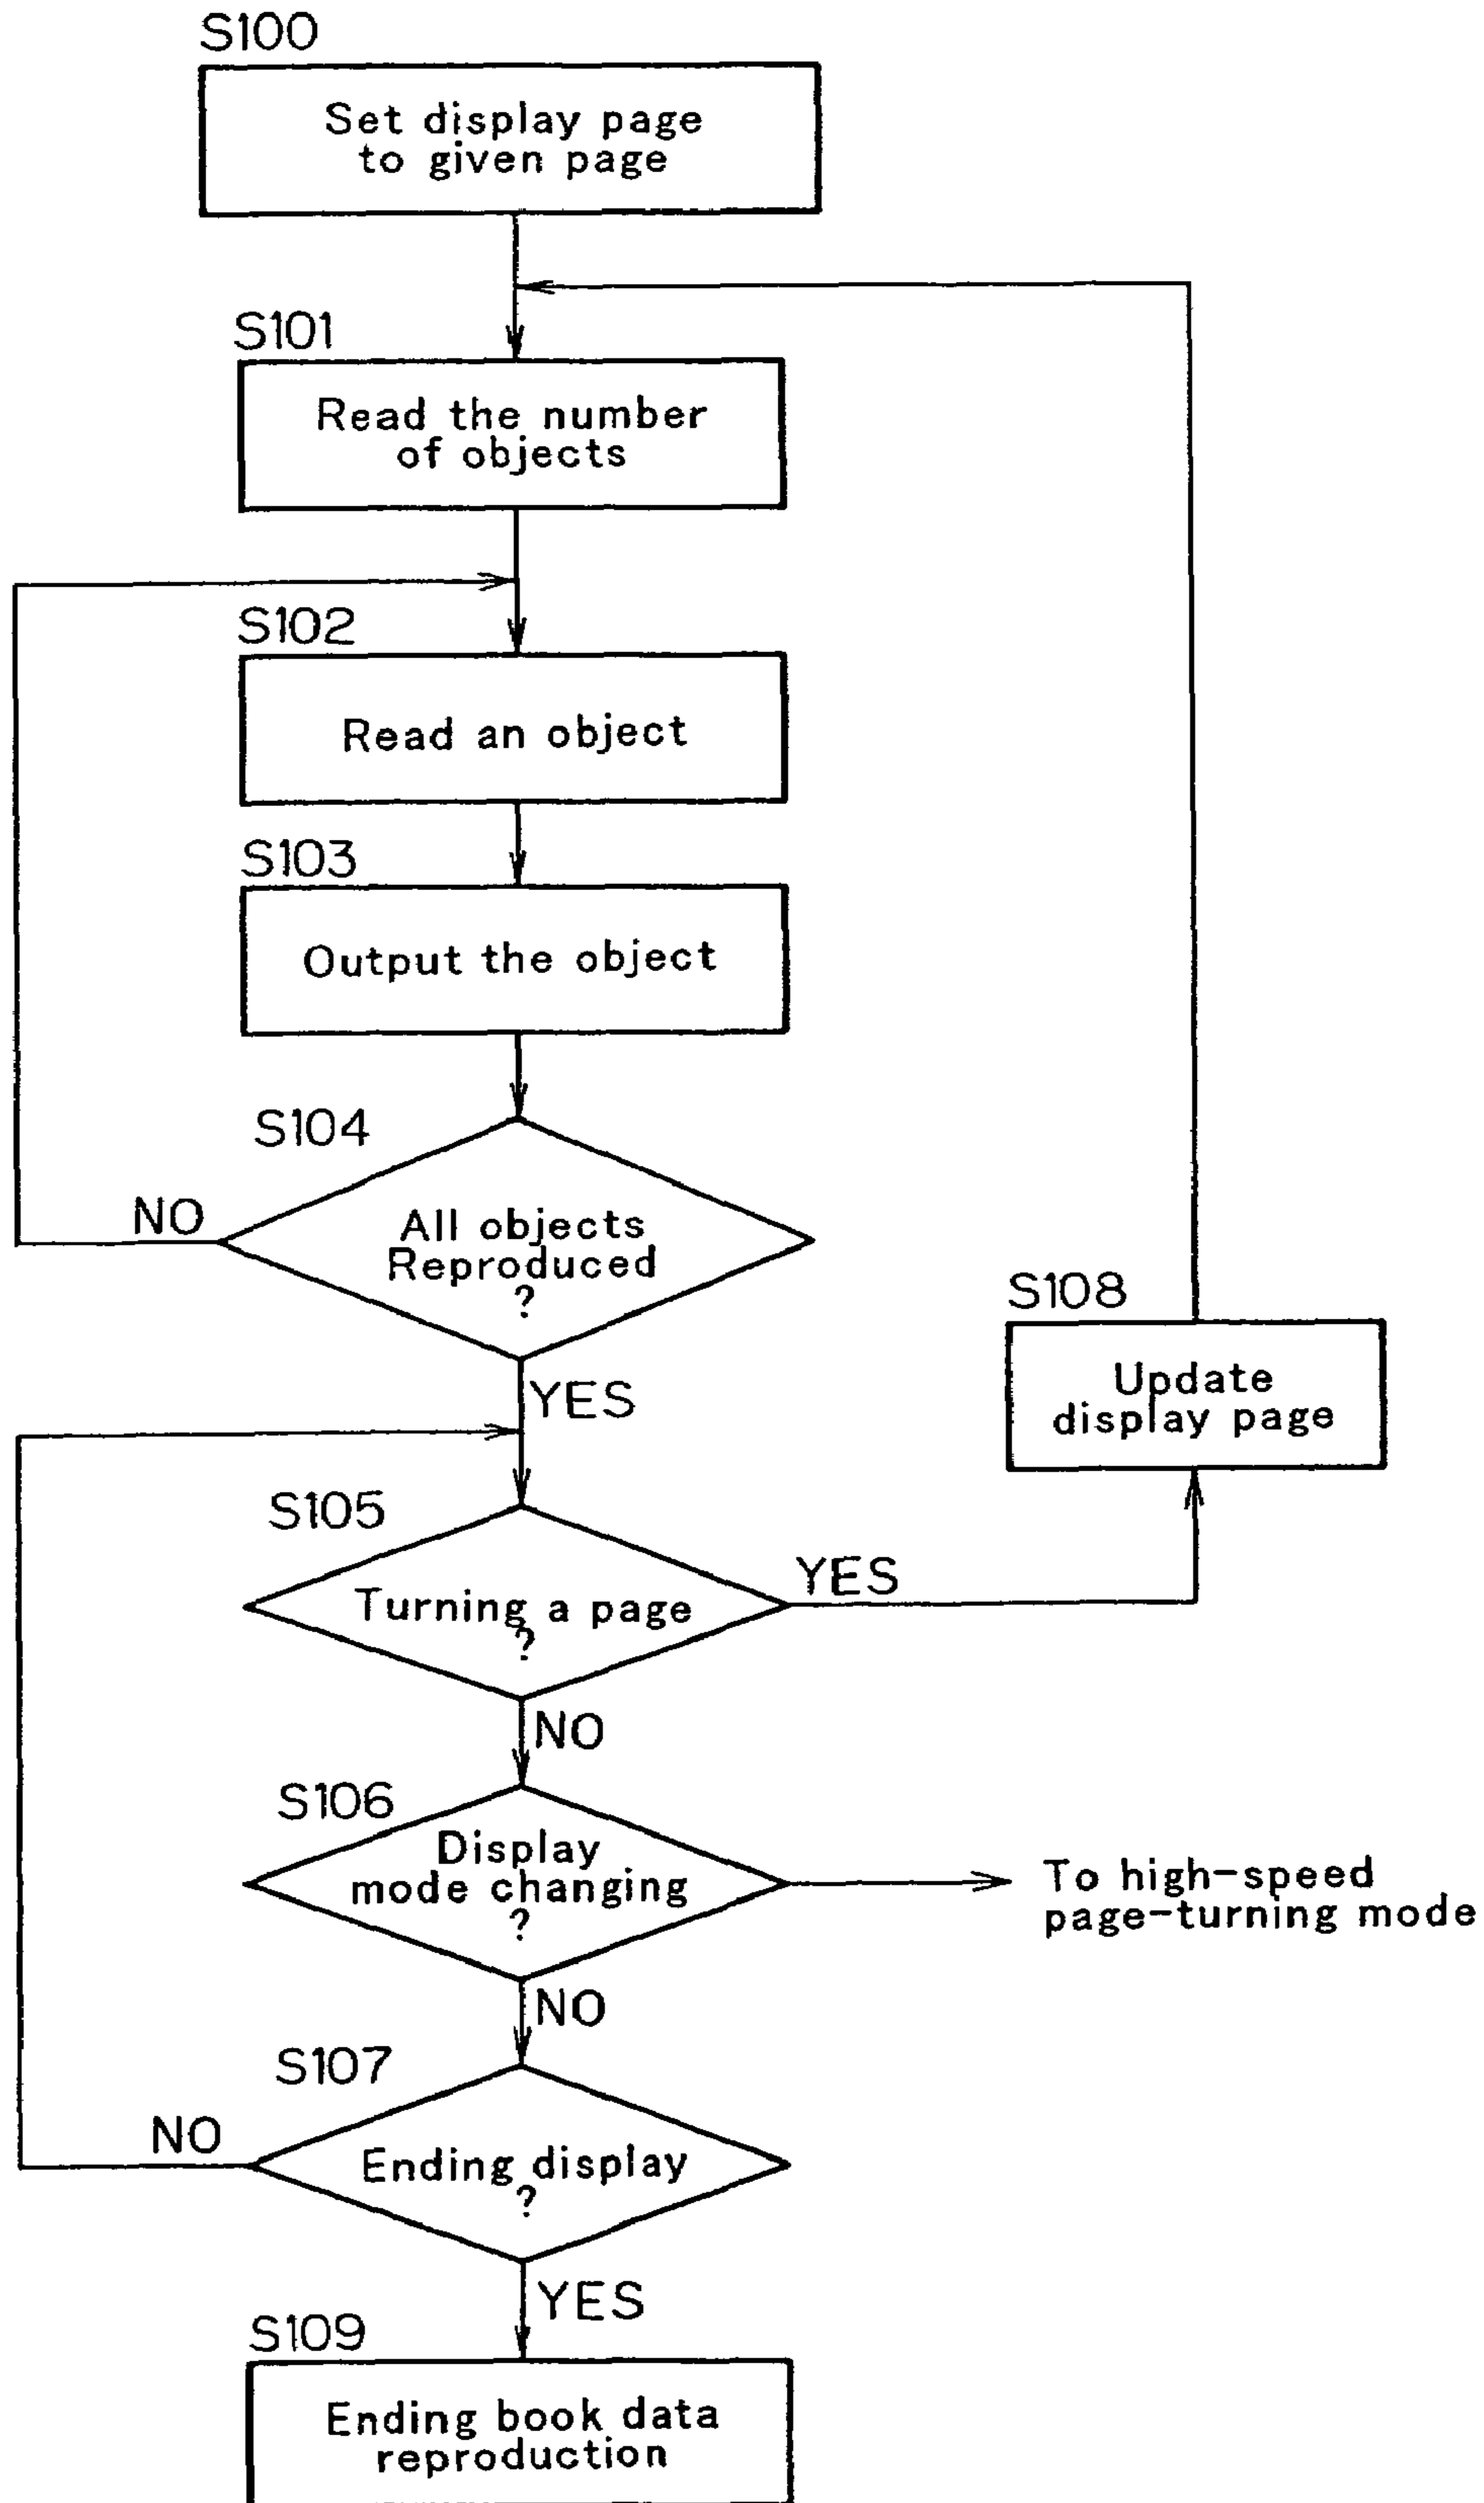 S100
Set display page
to given page
S101
Read the number
of objects
S102
Read an object
S103
Output the object
S104
NO
All objects
Reproduced
?
YES
S108
Update
display page
S105
YES
Turning a page
?
NO
S106
Display
mode changing
?
To high-speed
page-turning mode
NO
S107
NO
Ending display
?
YES
S109
Ending book data
reproduction